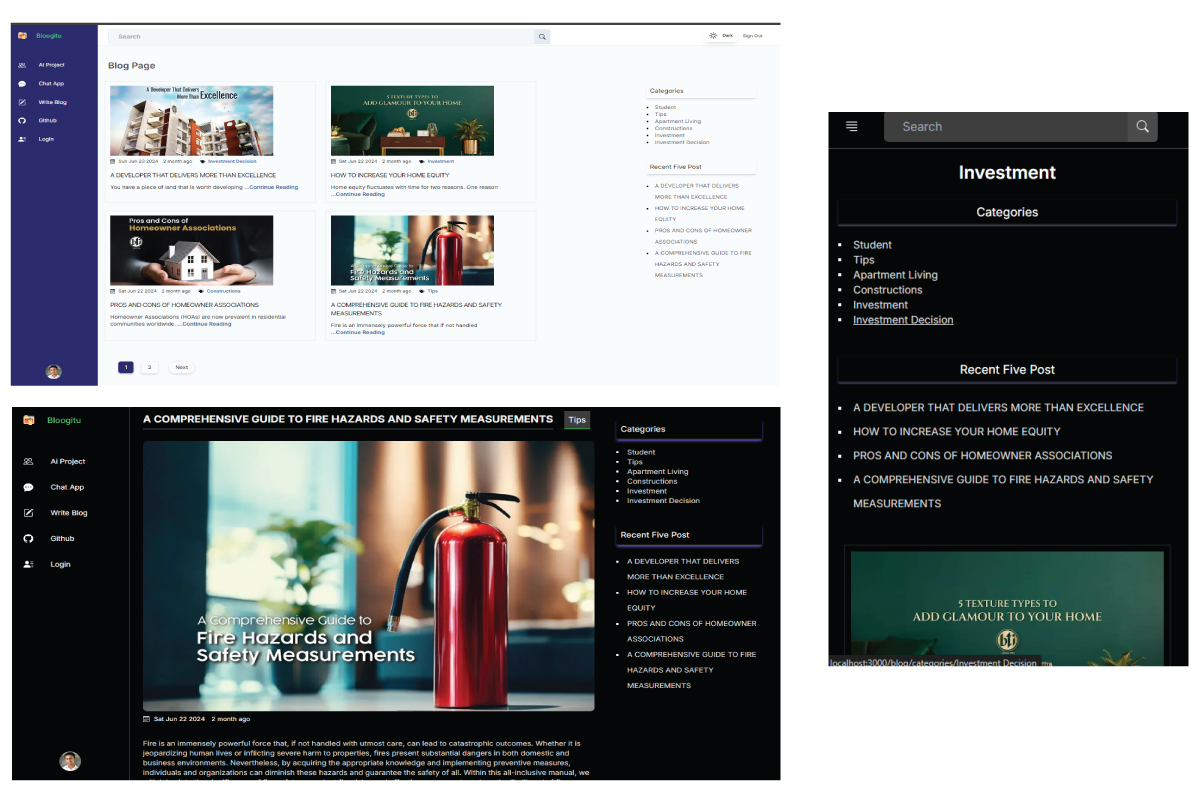 Bloogitu
Search
Dark
Sign Out
Ai Project
Chat App
Write Blog
Github
Login
Blog Page
A Developer That Delivers
More Than Excellence
Sun Jun 23 2024 2 month ago Investment Decision
A DEVELOPER THAT DELIVERS MORE THAN EXCELLENCE
You have a piece of land that is worth developing ...Continue Reading
5 TEXTURE TYPES TO
ADD GLAMOUR TO YOUR HOME
bti
Sat Jun 22 2024 2 month ago Investment
HOW TO INCREASE YOUR HOME EQUITY
Home equity fluctuates with time for two reasons. One reason
...Continue Reading
Pros and Cons of
Homeowner Associations
bti
Sat Jun 22 2024 2 month ago Constructions
PROS AND CONS OF HOMEOWNER ASSOCIATIONS
Homeowner Associations (HOAs) are now prevalent in residential
communities worldwide. ...Continue Reading
A Comprehensive Guide to
Fire Hazards and
Safety Measurements
Sat Jun 22 2024 2 month ago Tips
A COMPREHENSIVE GUIDE TO FIRE HAZARDS AND SAFETY
MEASUREMENTS
Fire is an immensely powerful force that if not handled
...Continue Reading
1
2
Next
Categories
Student
Tips
Apartment Living
Constructions
Investment
Investment Decision
Recent Five Post
A DEVELOPER THAT DELIVERS
MORE THAN EXCELLENCE
HOW TO INCREASE YOUR HOME
EQUITY
PROS AND CONS OF HOMEOWNER
ASSOCIATIONS
A COMPREHENSIVE GUIDE TO FIRE
HAZARDS AND SAFETY
MEASUREMENTS
Bloogitu
Ai Project
Chat App
Write Blog
Github
Login
A COMPREHENSIVE GUIDE TO FIRE HAZARDS AND SAFETY MEASUREMENTS
Tips
A Comprehensive Guide to
Fire Hazards and
Safety Measurements
Sat Jun 22 2024 2 month ago
Fire is an immensely powerful force that, if not handled with utmost care, can lead to catastrophic outcomes. Whether it is
jeopardizing human lives or inflicting severe harm to properties, fires present substantial dangers in both domestic and
business environments. Nevertheless, by acquiring the appropriate knowledge and implementing preventive measures,
individuals and organizations can diminish these hazards and guarantee the safety of all. Within this all-inclusive manual, we
Categories
Student
Tips
Apartment Living
Constructions
Investment
Investment Decision
Recent Five Post
A DEVELOPER THAT DELIVERS
MORE THAN EXCELLENCE
HOW TO INCREASE YOUR HOME
EQUITY
PROS AND CONS OF HOMEOWNER
ASSOCIATIONS
A COMPREHENSIVE GUIDE TO FIRE
HAZARDS AND SAFETY
MEASUREMENTS
Search
Investment
Categories
Student
Tips
Apartment Living
Constructions
Investment
Investment Decision
Recent Five Post
A DEVELOPER THAT DELIVERS MORE THAN EXCELLENCE
HOW TO INCREASE YOUR HOME EQUITY
PROS AND CONS OF HOMEOWNER ASSOCIATIONS
A COMPREHENSIVE GUIDE TO FIRE HAZARDS AND SAFETY
MEASUREMENTS
5 TEXTURE TYPES TO
ADD GLAMOUR TO YOUR HOME
bti
localhost:3000/blog/categories/Investment Decision